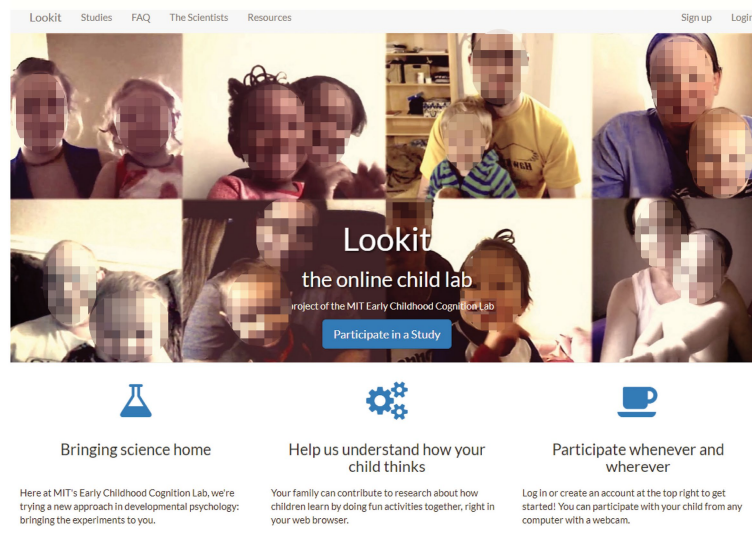 Lookit Studies FAQ The Scientists Resources Sign up Login
Lookit
the online child lab
project of the MIT Early Childhood Cognition Lab
Participate in a Study
Bringing science home
Help us understand how your
child thinks
Participate whenever and
wherever
Here at MIT's Early Childhood Cognition Lab, we're
trying a new approach in developmental psychology:
bringing the experiments to you.
Your family can contribute to research about how
children learn by doing fun activities together, right in
your web browser.
Log in or create an account at the top right to get
started! You can participate with your child from any
computer with a webcam.